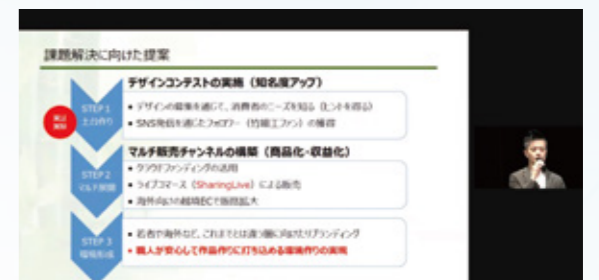 課題解決に向けた提案
デザインコンテストの実施（知名度アップ）
STEP 1
土台作り
• デザインの募集を通じて、消費者のニーズを知る（ヒントを得る）
• SNS発信を通じたフォロワー（竹細工ファン）の獲得
マルチ販売チャンネルの構築（商品化・収益化）
STEP 2
マルチ展開
• クラウドファンディングの活用
• ライブコマース（SharingLive）による販売
• 海外向けの越境ECで販路拡大
STEP 3
環境形成
• 若者や海外など、これまでとは違う層に向けたリブランディング
• 職人が安心して作品作りに打ち込める環境作りの実現